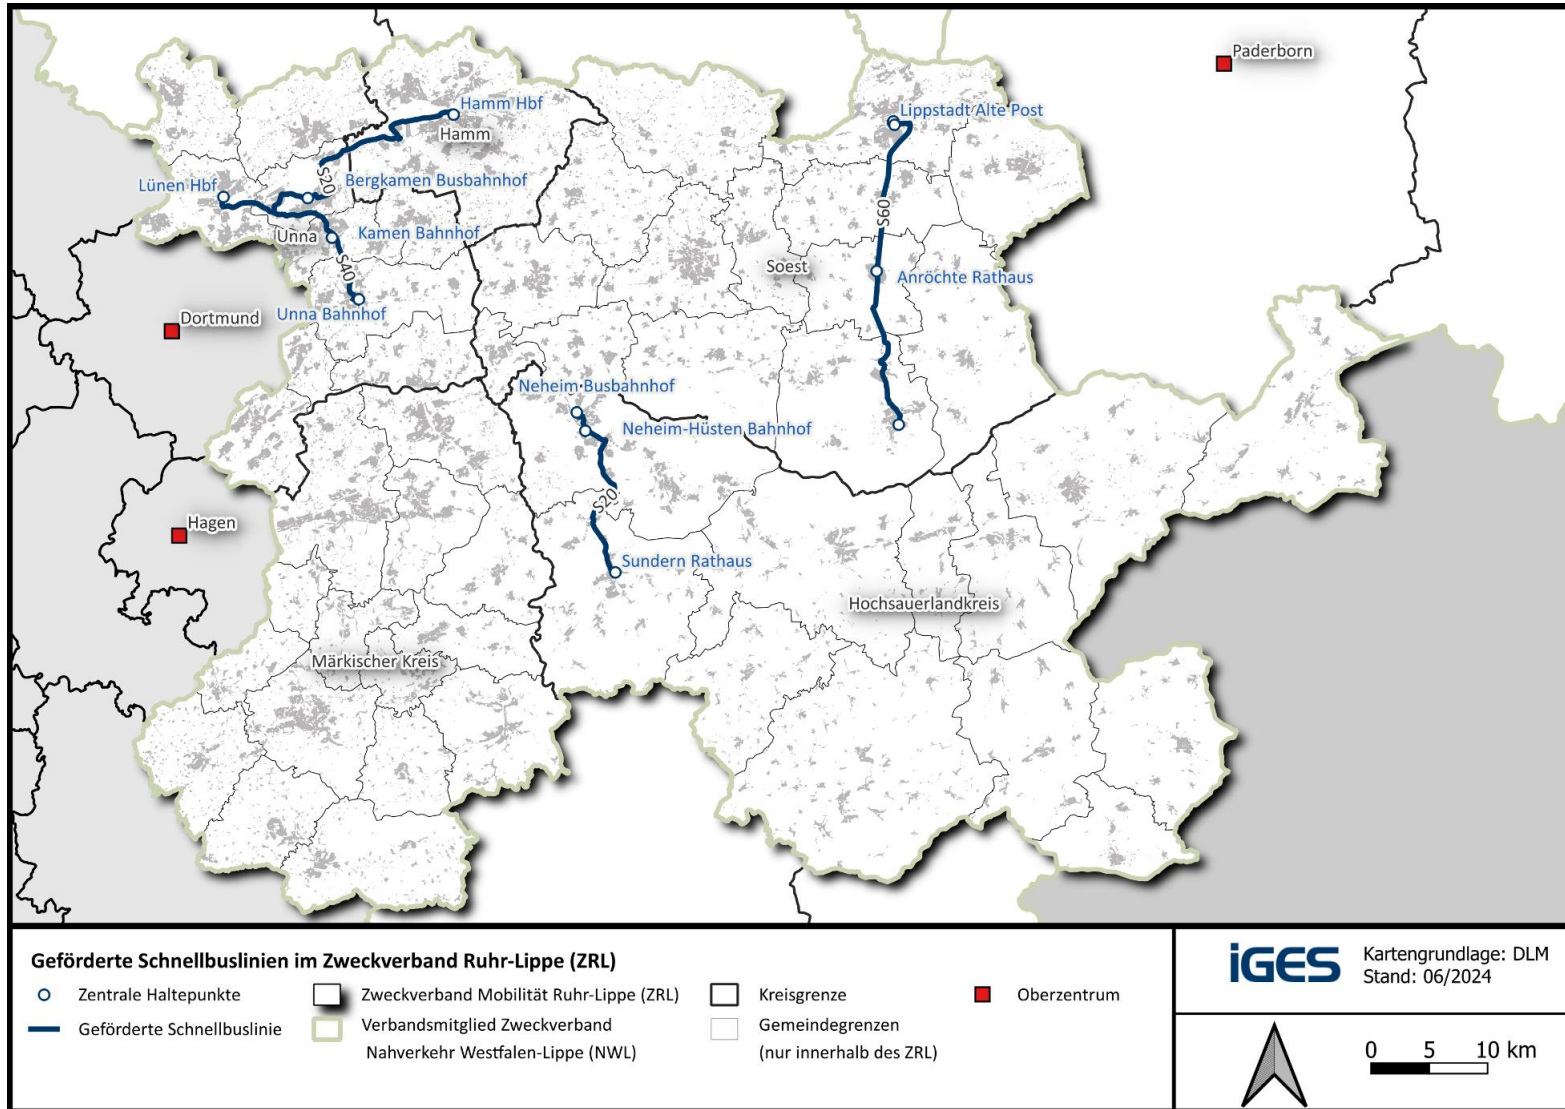 Paderborn
Hamm Hbf
Hamm
Lippstadt Alte Post
S20
Bergkamen Busbahnhof
Lünen Hbf
S60
Unna
Kamen Bahnhof
S40
Soest
Anröchte Rathaus
Unna Bahnhof
Dortmund
Neheim Busbahnhof
Neheim-Hüsten Bahnhof
S20
Hagen
Sundern Rathaus
Hochsauerlandkreis
Märkischer Kreis
Geförderte Schnellbuslinien im Zweckverband Ruhr-Lippe (ZRL)
Zentrale Haltepunkte
Geförderte Schnellbuslinie
Zweckverband Mobilität Ruhr-Lippe (ZRL)
Verbandsmitglied Zweckverband
Nahverkehr Westfalen-Lippe (NWL)
Kreisgrenze
Gemeindegrenzen
(nur innerhalb des ZRL)
Oberzentrum
iGES
Kartengrundlage: DLM
Stand: 06/2024
0 5 10 km